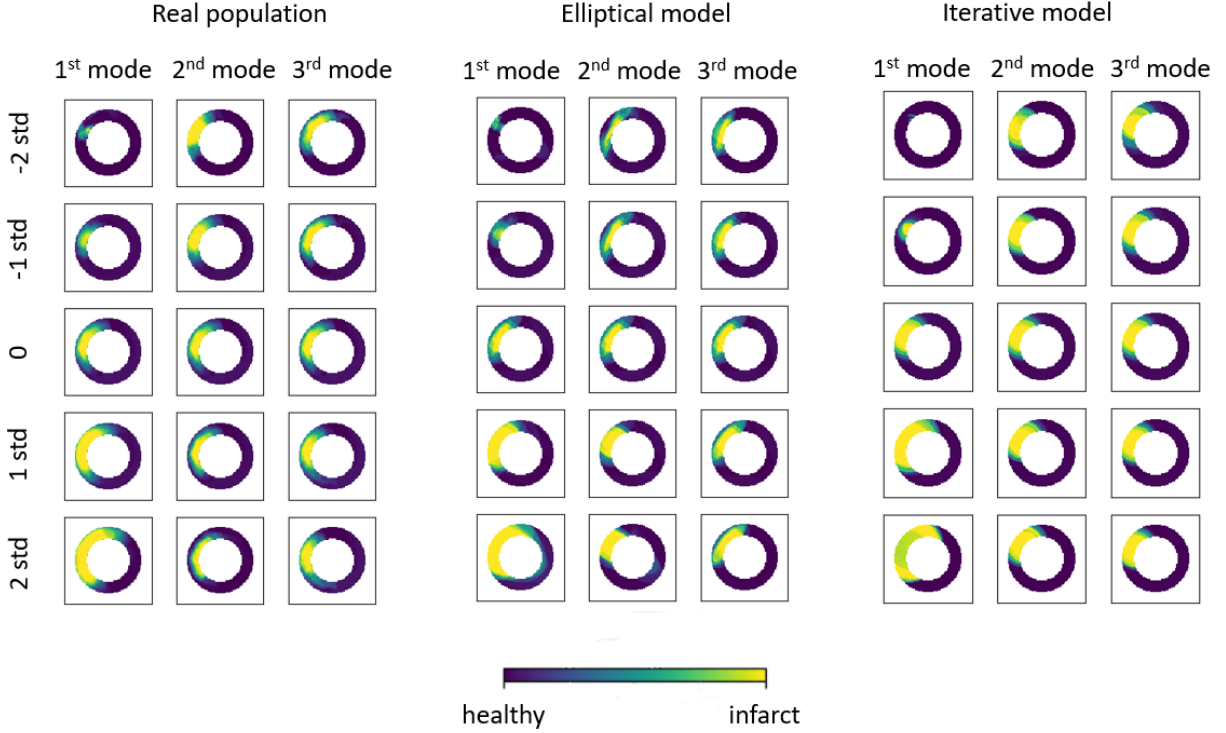 Real population Elliptical model Iterative model
1st mode 2nd mode 3rd mode 1st mode 2nd mode 3rd mode 1st mode 2nd mode 3rd mode
-2 std
-1 std
0
1 std
2 std
healthy infarct